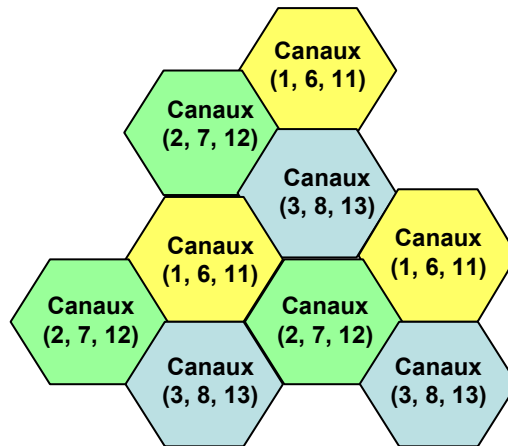 Canaux
(1, 6, 11)
Canaux
(2, 7, 12)
Canaux
(3, 8, 13)
Canaux
(1, 6, 11)
Canaux
(1, 6, 11)
Canaux
(2, 7, 12)
Canaux
(2, 7, 12)
Canaux
(3, 8, 13)
Canaux
(3, 8, 13)